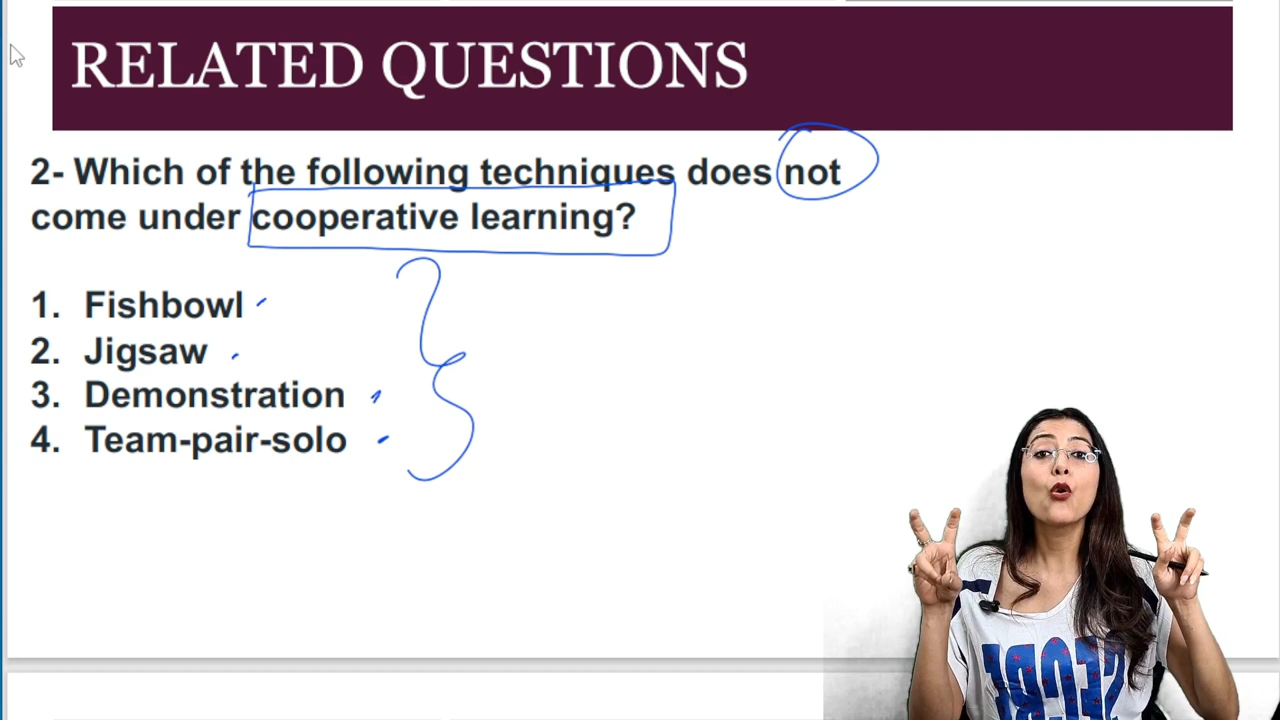 RELATED QUESTIONS
2- Which of the following techniques does not
come under cooperative learning?
1. Fishbowl
2. Jigsaw
3. Demonstration
4. Team-pair-solo